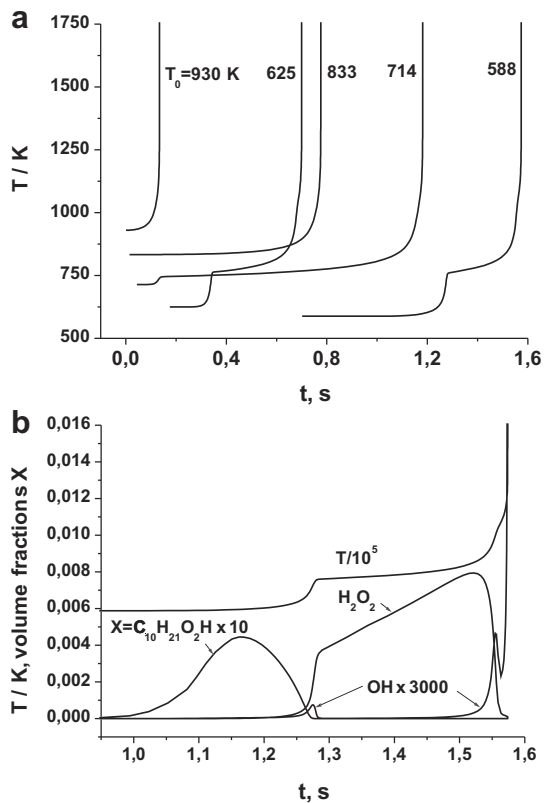 a
1750
1500
1250
1000
750
500
T / K
T₀=930 K 625 833 714 588
0,0 0,4 0,8 1,2 1,6
t, s
b
0,016
0,014
0,012
0,010
0,008
0,006
0,004
0,002
0,000
T / K, volume fractions X
T/10⁵
H₂O₂
X=C₁₀H₂₁O₂H x 10
OH x 3000
1,0 1,1 1,2 1,3 1,4 1,5 1,6
t, s